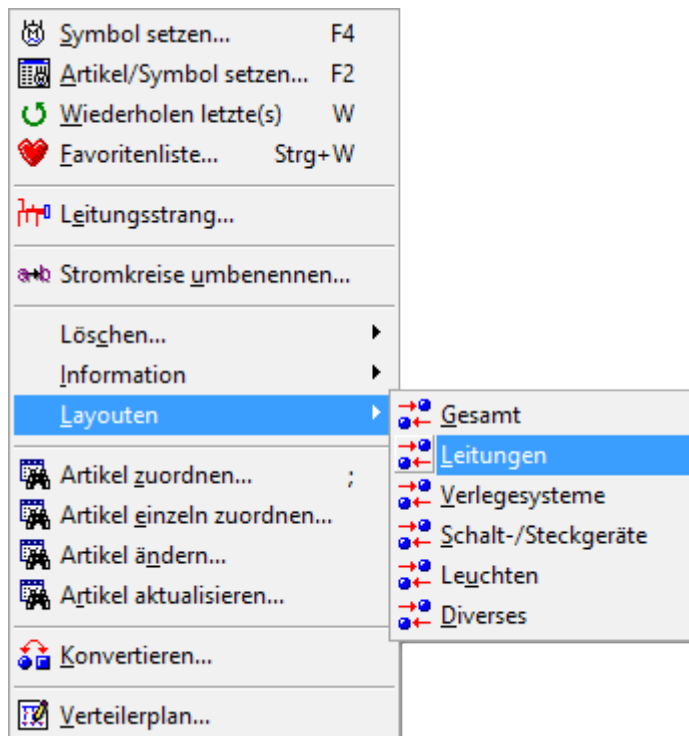 Symbol setzen... F4
Artikel/Symbol setzen... F2
Wiederholen letzte(s) W
Favoritenliste... Strg+W
Leitungsstrang...
Stromkreise umbenennen...
Löschen...
Information
Layouten
Gesamt
Leitungen
Verlegesysteme
Schalt-/Steckgeräte
Leuchten
Diverses
Artikel zuordnen... ;
Artikel einzeln zuordnen...
Artikel ändern...
Artikel aktualisieren...
Konvertieren...
Verteilerplan...